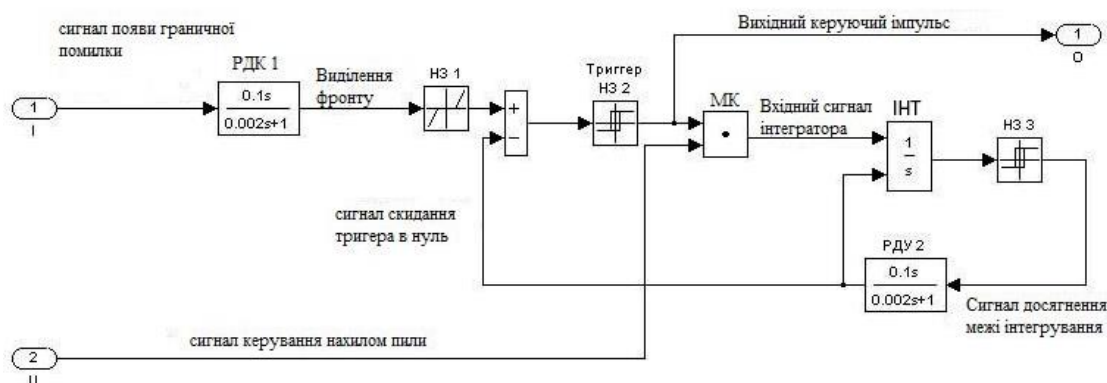 сигнал появи граничної
помилки
Вихідний керуючий імпульс
1
O
РДК 1
Виділення
фронту
НЗ 1
Триггер
НЗ 2
МК
Вхідний сигнал
інтегратора
ІНТ
НЗ 3
1
I
0.1s
0.002s+1
+
−
1
s
сигнал скидання
тригера в нуль
РДУ 2
0.1s
0.002s+1
Сигнал досягнення
межі інтегрування
сигнал керування нахилом пили
2